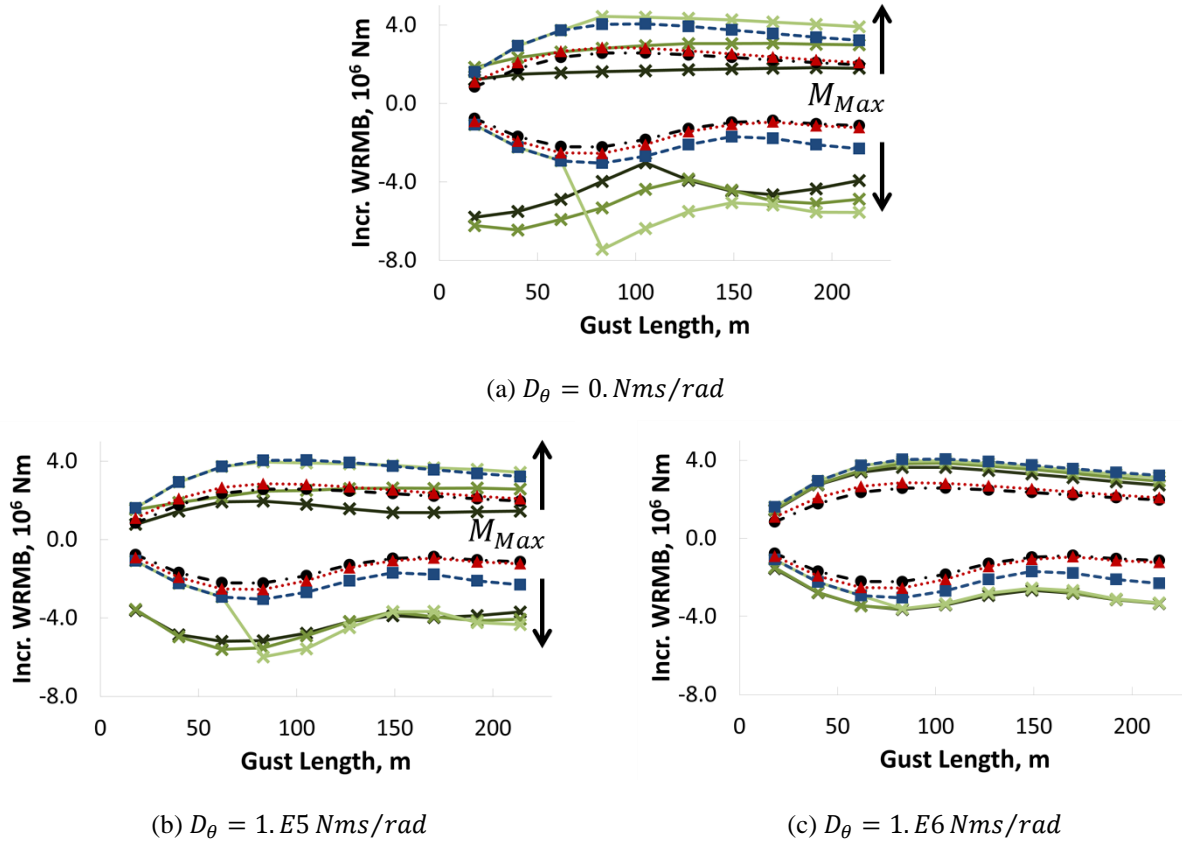 4.0
0.0
-4.0
-8.0
Incr. WRMB, 10⁶ Nm
M_Max
0 50 100 150 200
Gust Length, m
(a) D_θ = 0. Nms/rad
4.0
0.0
-4.0
-8.0
Incr. WRMB, 10⁶ Nm
M_Max
0 50 100 150 200
Gust Length, m
(b) D_θ = 1. E5 Nms/rad
4.0
0.0
-4.0
-8.0
Incr. WRMB, 10⁶ Nm
0 50 100 150 200
Gust Length, m
(c) D_θ = 1. E6 Nms/rad